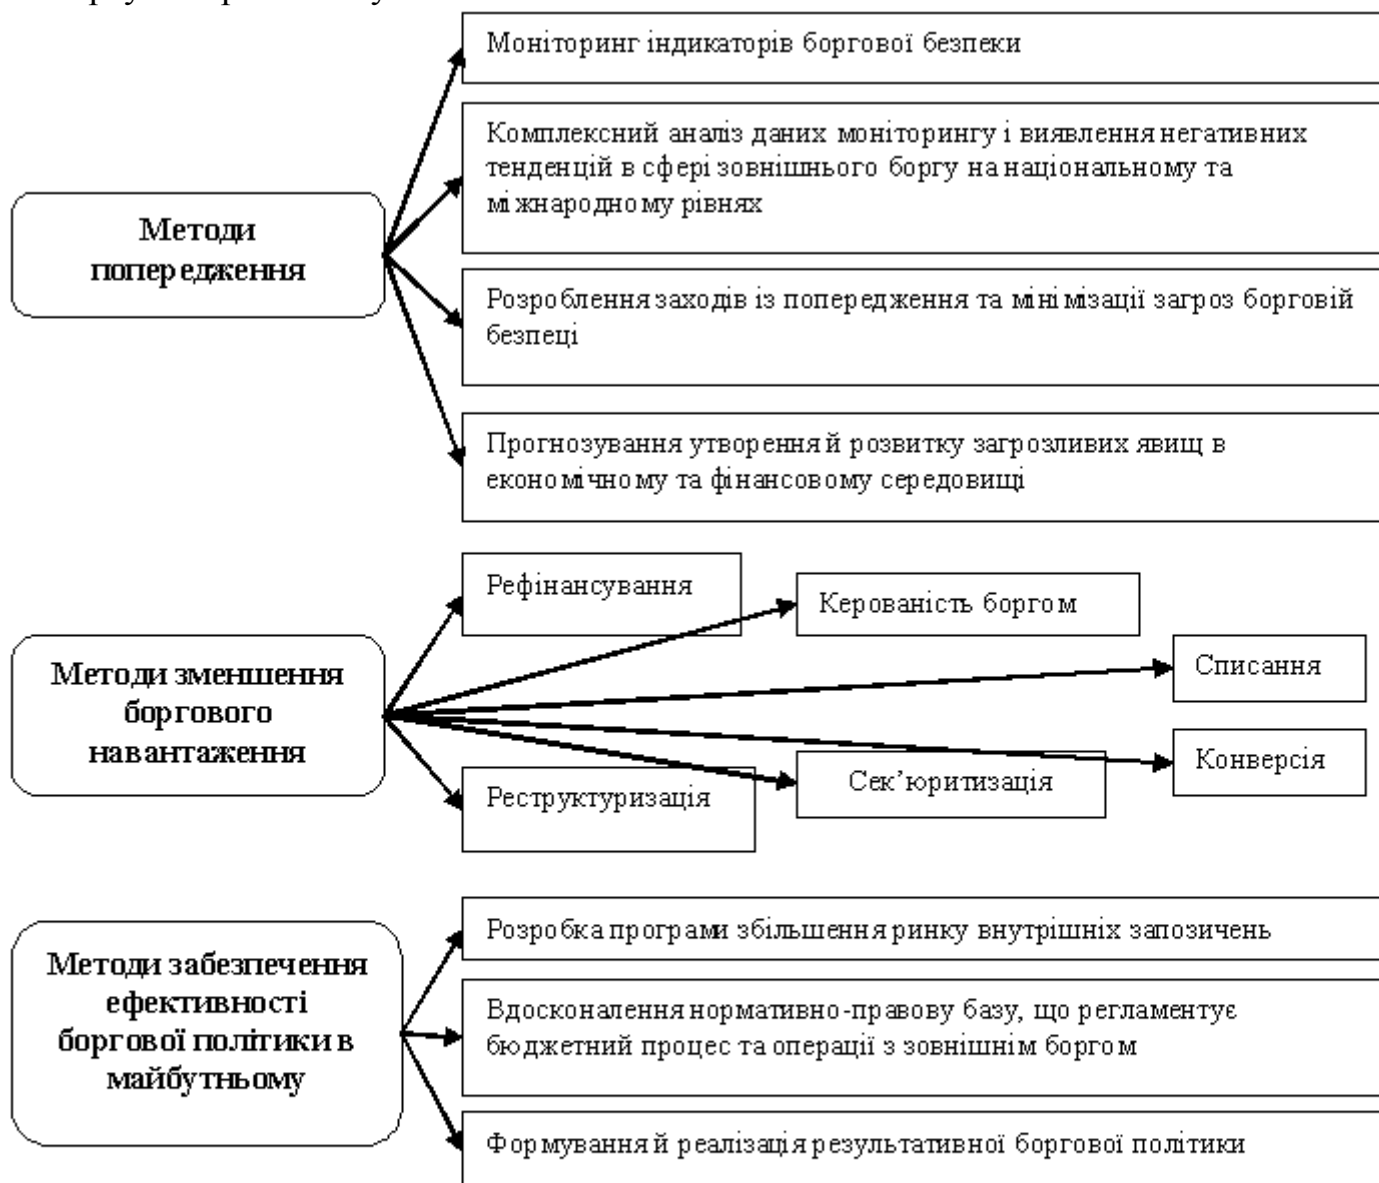 Моніторинг індикаторів боргової безпеки
Комплексний аналіз даних моніторингу і виявлення негативних
тенденцій в сфері зовнішнього боргу на національному та
міжнародному рівнях
Методи
попередження
Розроблення заходів із попередження та мінімізації загроз борговій
безпеці
Прогнозування утворення й розвитку загрозливих явищ в
економічному та фінансовому середовищі
Рефінансування
Керованість боргом
Методи зменшення
боргового
навантаження
Списання
Конверсія
Сек’юритизація
Реструктуризація
Методи забезпечення
ефективності
боргової політики в
майбутньому
Розробка програми збільшення ринку внутрішніх запозичень
Вдосконалення нормативно-правову базу, що регламентує
бюджетний процес та операції з зовнішнім боргом
Формування й реалізація результативної боргової політики